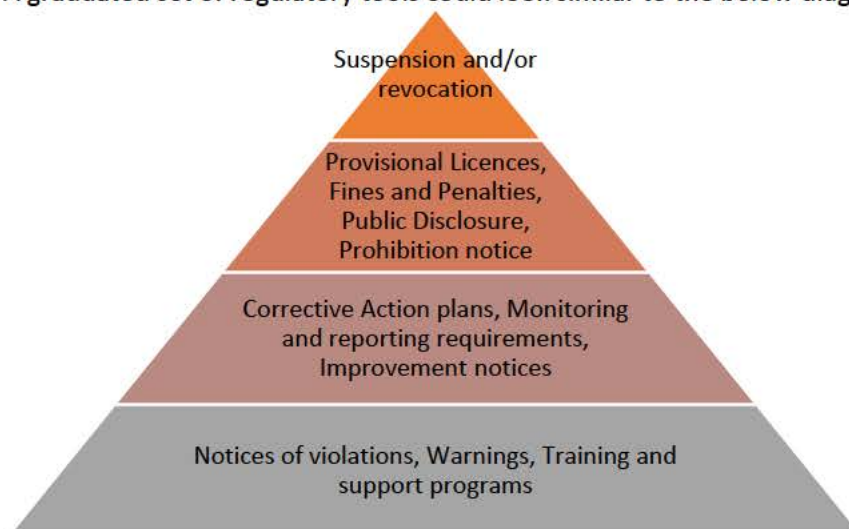 A graduated set of regulatory tools could look similar to the below diag
Suspension and/or
revocation
Provisional Licences,
Fines and Penalties,
Public Disclosure,
Prohibition notice
Corrective Action plans, Monitoring
and reporting requirements,
Improvement notices
Notices of violations, Warnings, Training and
support programs